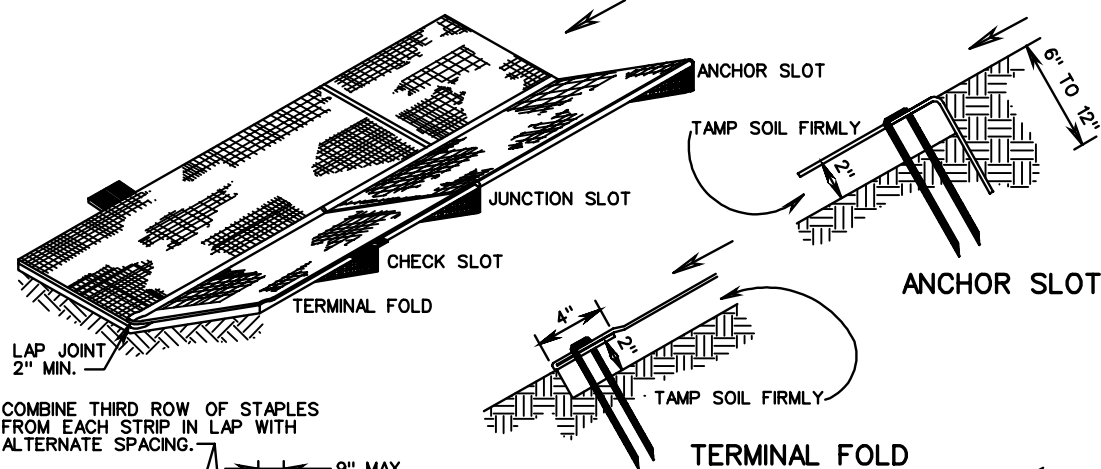 ANCHOR SLOT
6" TO 12"
TAMP SOIL FIRMLY
2"
JUNCTION SLOT
CHECK SLOT
ANCHOR SLOT
TERMINAL FOLD
4"
2"
LAP JOINT
2" MIN.
TAMP SOIL FIRMLY
COMBINE THIRD ROW OF STAPLES
FROM EACH STRIP IN LAP WITH
ALTERNATE SPACING.
TERMINAL FOLD
9" MAX